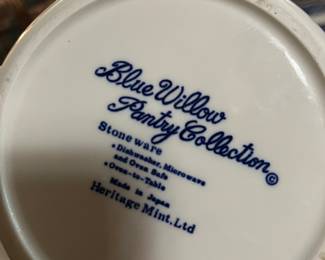 Blue Willow
Pantry Collection ©
Stoneware
• Dishwasher, Microwave
and Oven Safe
• Oven-to-Table
Made in Japan
Heritage Mint. Ltd